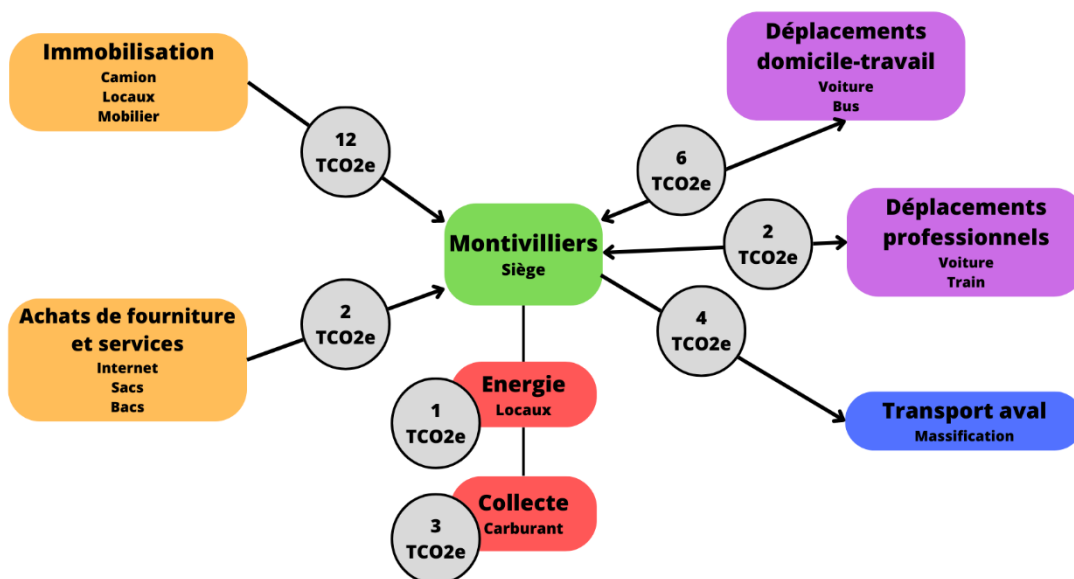 Immobilisation
Camion
Locaux
Mobilier
12
TCO2e
Déplacements
domicile-travail
Voiture
Bus
6
TCO2e
Montivilliers
Siège
2
TCO2e
Déplacements
professionnels
Voiture
Train
Achats de fourniture
et services
Internet
Sacs
Bacs
2
TCO2e
4
TCO2e
Energie
Locaux
1
TCO2e
Transport aval
Massification
Collecte
Carburant
3
TCO2e